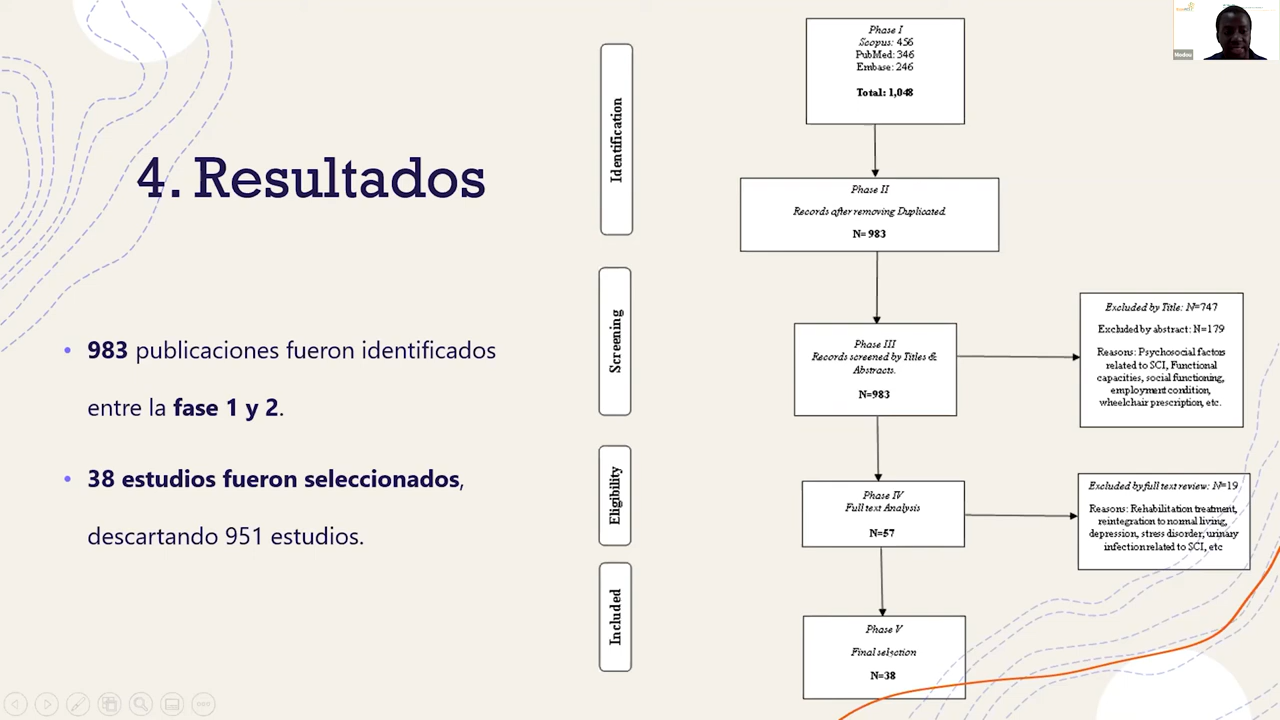 4. Resultados
• 983 publicaciones fueron identificados
entre la fase 1 y 2.
• 38 estudios fueron seleccionados,
descartando 951 estudios.
Identification
Screening
Eligibility
Included
Phase I
Scopus: 456
PubMed: 346
Embase: 246
Total: 1,048
Phase II
Records after removing Duplicated.
N= 983
Phase III
Records screened by Titles &
Abstracts.
N=983
Excluded by Title: N=747
Excluded by abstract: N=179
Reasons: Psychosocial factors
related to SCI, Functional
capacities, social functioning,
employment condition,
wheelchair prescription, etc.
Phase IV
Full text Analysis
N=57
Excluded by full text review: N=19
Reasons: Rehabilitation treatment,
reintegration to normal living,
depression, stress disorder, urinary
infection related to SCI, etc
Phase V
Final selection
N=38
Modou